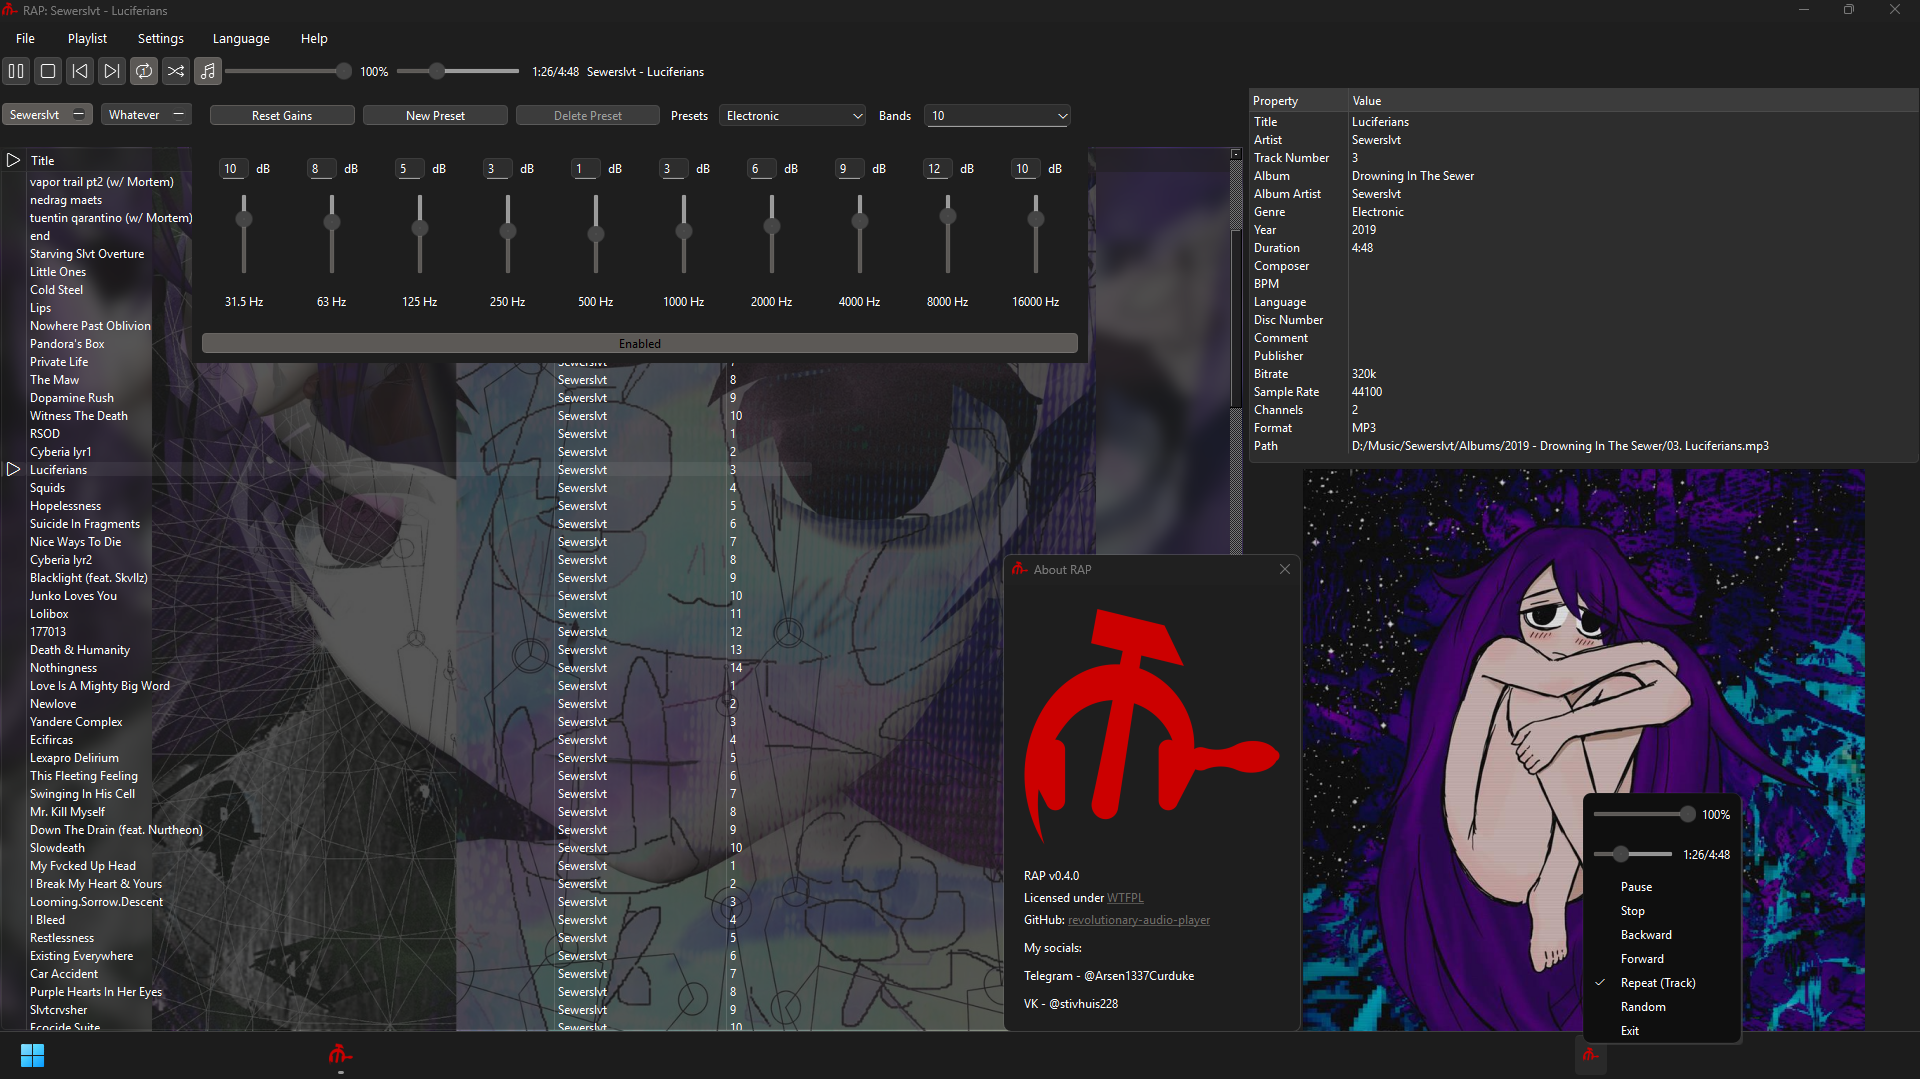 RAP: Sewerslvt - Luciferians
File Playlist Settings Language Help
100% 1:26/4:48 Sewerslvt - Luciferians
Sewerslvt Whatever
Reset Gains New Preset Delete Preset Presets Electronic Bands 10
10 dB 8 dB 5 dB 3 dB 1 dB 3 dB 6 dB 9 dB 12 dB 10 dB
31.5 Hz 63 Hz 125 Hz 250 Hz 500 Hz 1000 Hz 2000 Hz 4000 Hz 8000 Hz 16000 Hz
Enabled
Title
vapor trail pt2 (w/ Mortem)
nedrag maets
tuentin qarantino (w/ Mortem)
end
Starving Slvt Overture
Little Ones
Cold Steel
Lips
Nowhere Past Oblivion
Pandora's Box
Private Life Sewerslvt 7
The Maw Sewerslvt 8
Dopamine Rush Sewerslvt 9
Witness The Death Sewerslvt 10
RSOD Sewerslvt 1
Cyberia lyr1 Sewerslvt 2
Luciferians Sewerslvt 3
Squids Sewerslvt 4
Hopelessness Sewerslvt 5
Suicide In Fragments Sewerslvt 6
Nice Ways To Die Sewerslvt 7
Cyberia lyr2 Sewerslvt 8
Blacklight (feat. Skvllz) Sewerslvt 9
Junko Loves You Sewerslvt 10
Lolibox Sewerslvt 11
177013 Sewerslvt 12
Death & Humanity Sewerslvt 13
Nothingness Sewerslvt 14
Love Is A Mighty Big Word Sewerslvt 1
Newlove Sewerslvt 2
Yandere Complex Sewerslvt 3
Ecifircas Sewerslvt 4
Lexapro Delirium Sewerslvt 5
This Fleeting Feeling Sewerslvt 6
Swinging In His Cell Sewerslvt 7
Mr. Kill Myself Sewerslvt 8
Down The Drain (feat. Nurtheon) Sewerslvt 9
Slowdeath Sewerslvt 10
My Fvcked Up Head Sewerslvt 1
I Break My Heart & Yours Sewerslvt 2
Looming.Sorrow.Descent Sewerslvt 3
I Bleed Sewerslvt 4
Restlessness Sewerslvt 5
Existing Everywhere Sewerslvt 6
Car Accident Sewerslvt 7
Purple Hearts In Her Eyes Sewerslvt 8
Slvtcrvsher Sewerslvt 9
Ecocide Suite Sewerslvt 10
Property Value
Title Luciferians
Artist Sewerslvt
Track Number 3
Album Drowning In The Sewer
Album Artist Sewerslvt
Genre Electronic
Year 2019
Duration 4:48
Composer
BPM
Language
Disc Number
Comment
Publisher
Bitrate 320k
Sample Rate 44100
Channels 2
Format MP3
Path D:/Music/Sewerslvt/Albums/2019 - Drowning In The Sewer/03. Luciferians.mp3
About RAP
RAP v0.4.0
Licensed under WTFPL
GitHub: revolutionary-audio-player
My socials:
Telegram - @Arsen1337Curduke
VK - @stivhuis228
100%
1:26/4:48
Pause
Stop
Backward
Forward
Repeat (Track)
Random
Exit